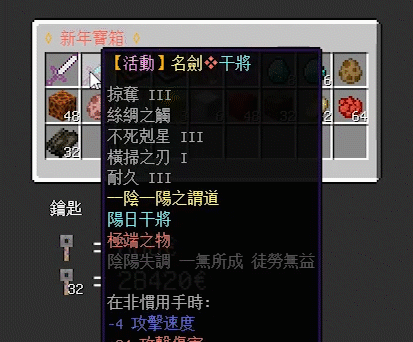 ◊ 新年寶箱 ◊
【活動】名劍❖干將
掠奪 III
絲綢之觸
不死剋星 III
橫掃之刃 I
耐久 III
一陰一陽之謂道
陽日干將
極端之物
陰陽失調 一無所成 徒勞無益
在非慣用手時:
-4 攻擊速度
6
48
2
64
32
鑰匙
=
= 28420€
32